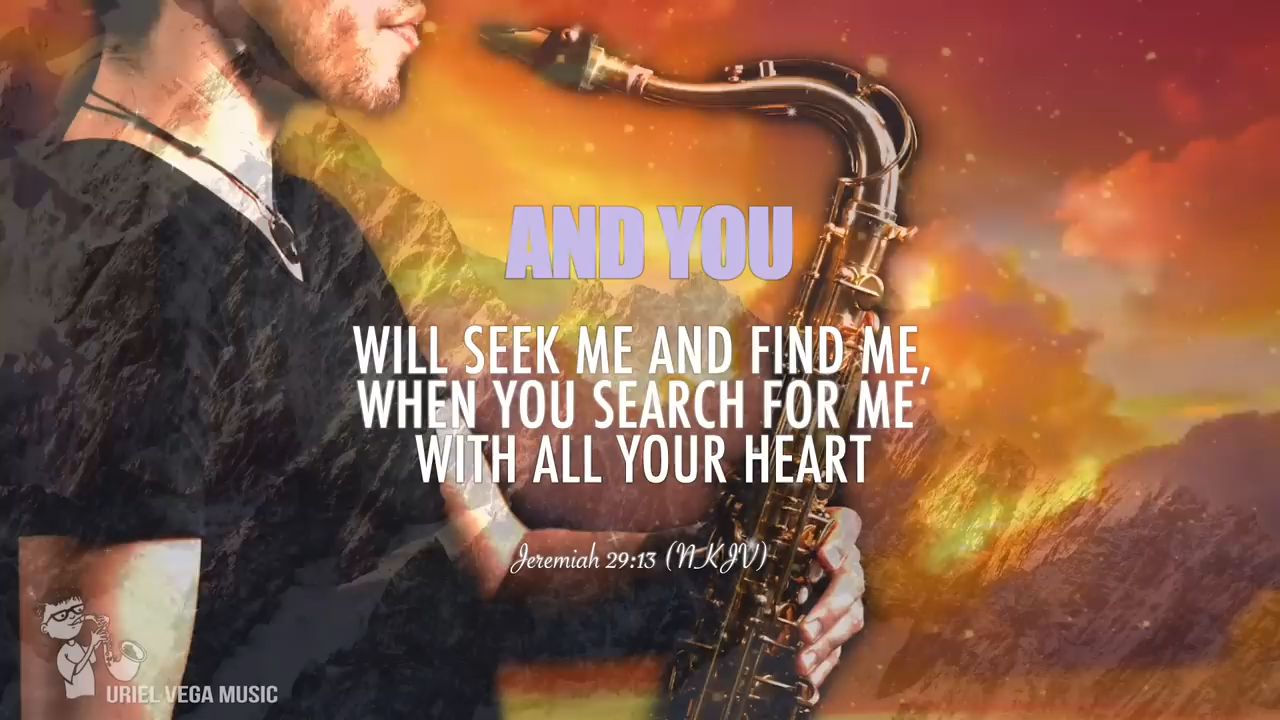 AND YOU
WILL SEEK ME AND FIND ME,
WHEN YOU SEARCH FOR ME
WITH ALL YOUR HEART
Jeremiah 29:13 (NKJV)
URIEL VEGA MUSIC